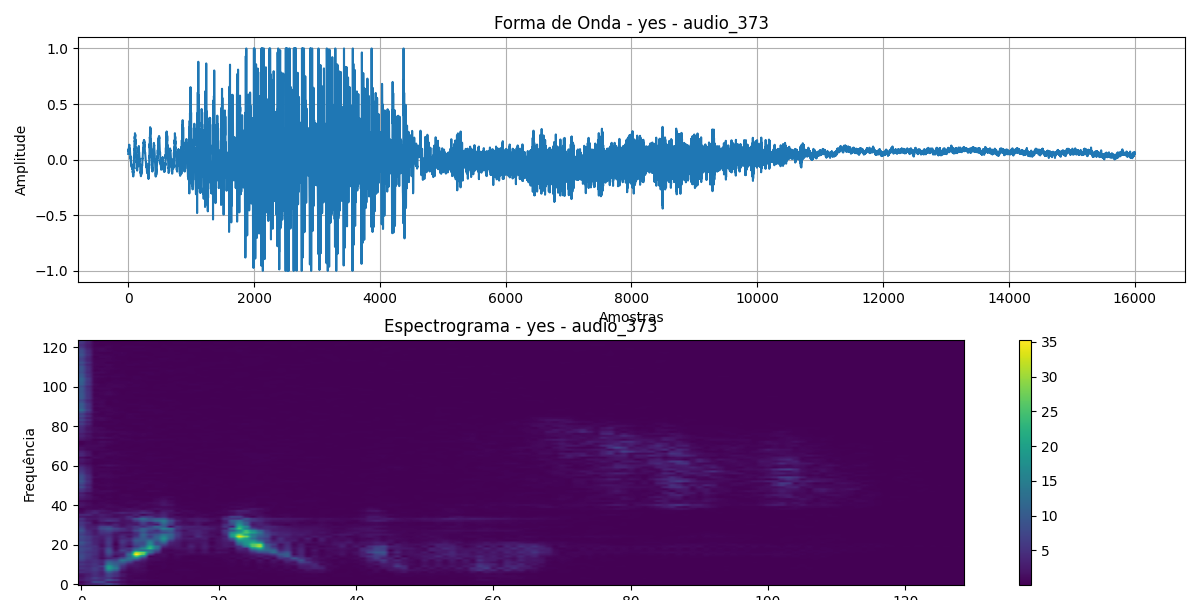 Forma de Onda - yes - audio_373
1.0
0.5
0.0
−0.5
−1.0
Amplitude
0 2000 4000 6000 8000 10000 12000 14000 16000
Amostras
Espectrograma - yes - audio_373
120
100
80
60
40
20
0
Frequência
0 20 40 60 80 100 120
35
30
25
20
15
10
5